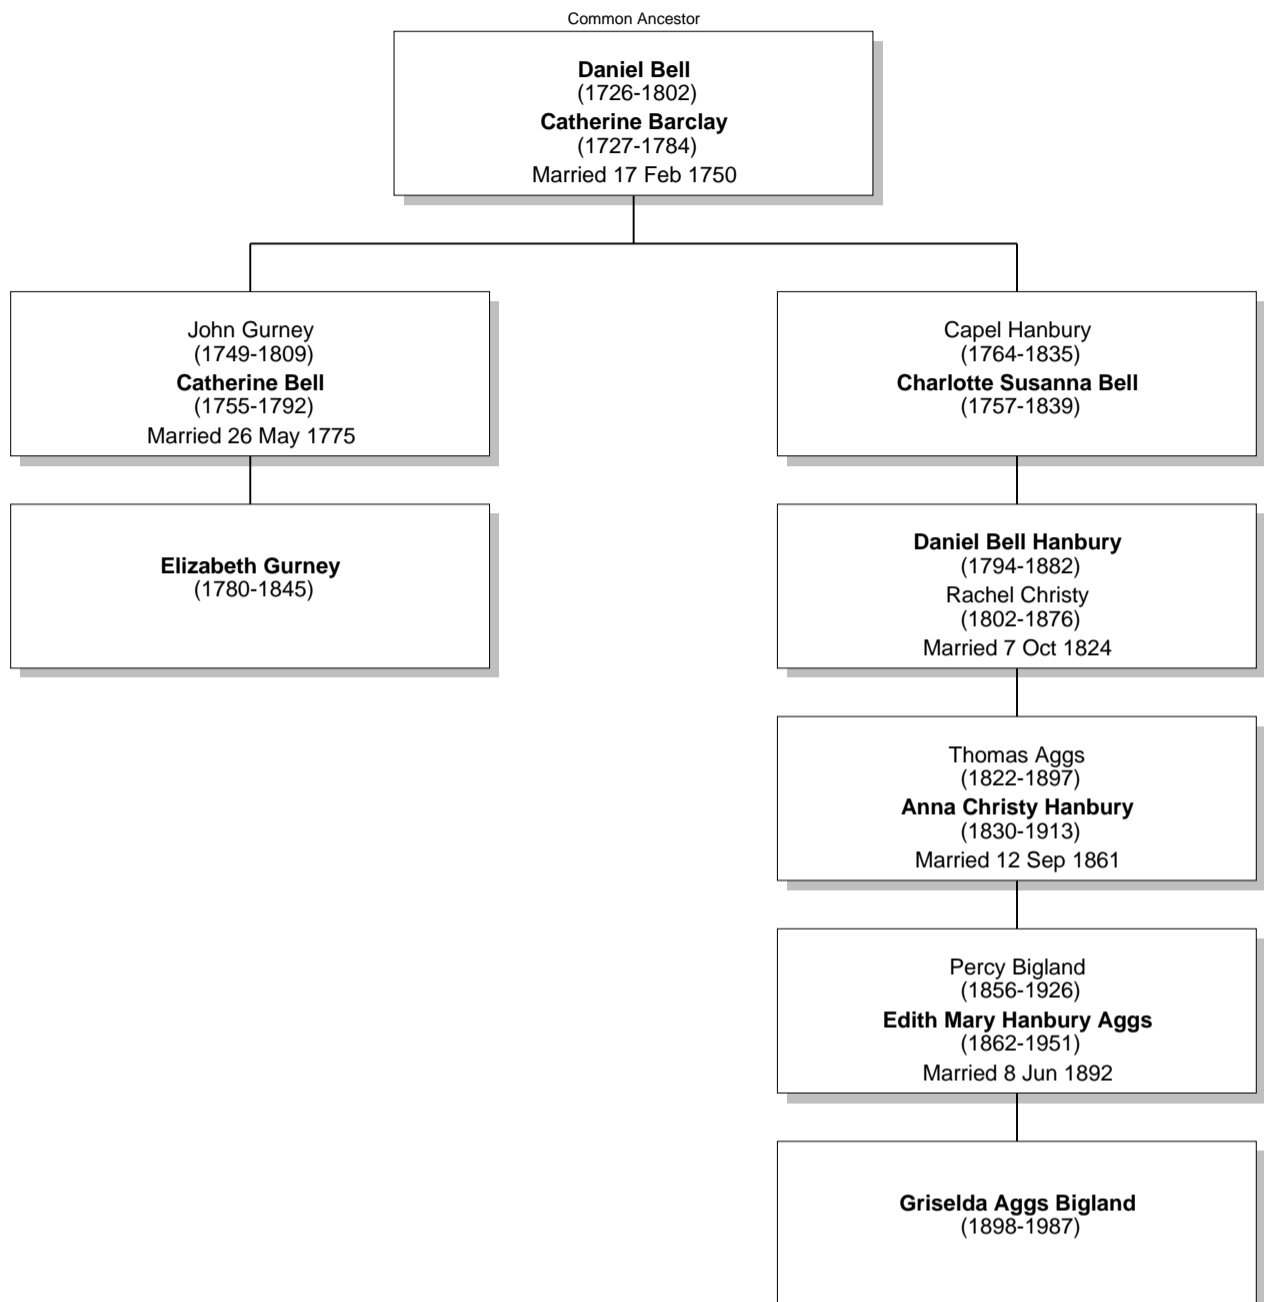 Common Ancestor
Daniel Bell
(1726-1802)
Catherine Barclay
(1727-1784)
Married 17 Feb 1750
John Gurney
(1749-1809)
Catherine Bell
(1755-1792)
Married 26 May 1775
Capel Hanbury
(1764-1835)
Charlotte Susanna Bell
(1757-1839)
Elizabeth Gurney
(1780-1845)
Daniel Bell Hanbury
(1794-1882)
Rachel Christy
(1802-1876)
Married 7 Oct 1824
Thomas Aggs
(1822-1897)
Anna Christy Hanbury
(1830-1913)
Married 12 Sep 1861
Percy Bigland
(1856-1926)
Edith Mary Hanbury Aggs
(1862-1951)
Married 8 Jun 1892
Griselda Aggs Bigland
(1898-1987)